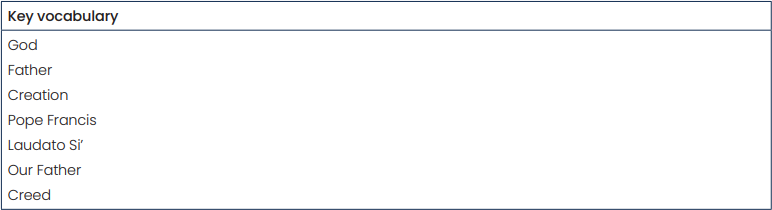 Key vocabulary
God
Father
Creation
Pope Francis
Laudato Si’
Our Father
Creed